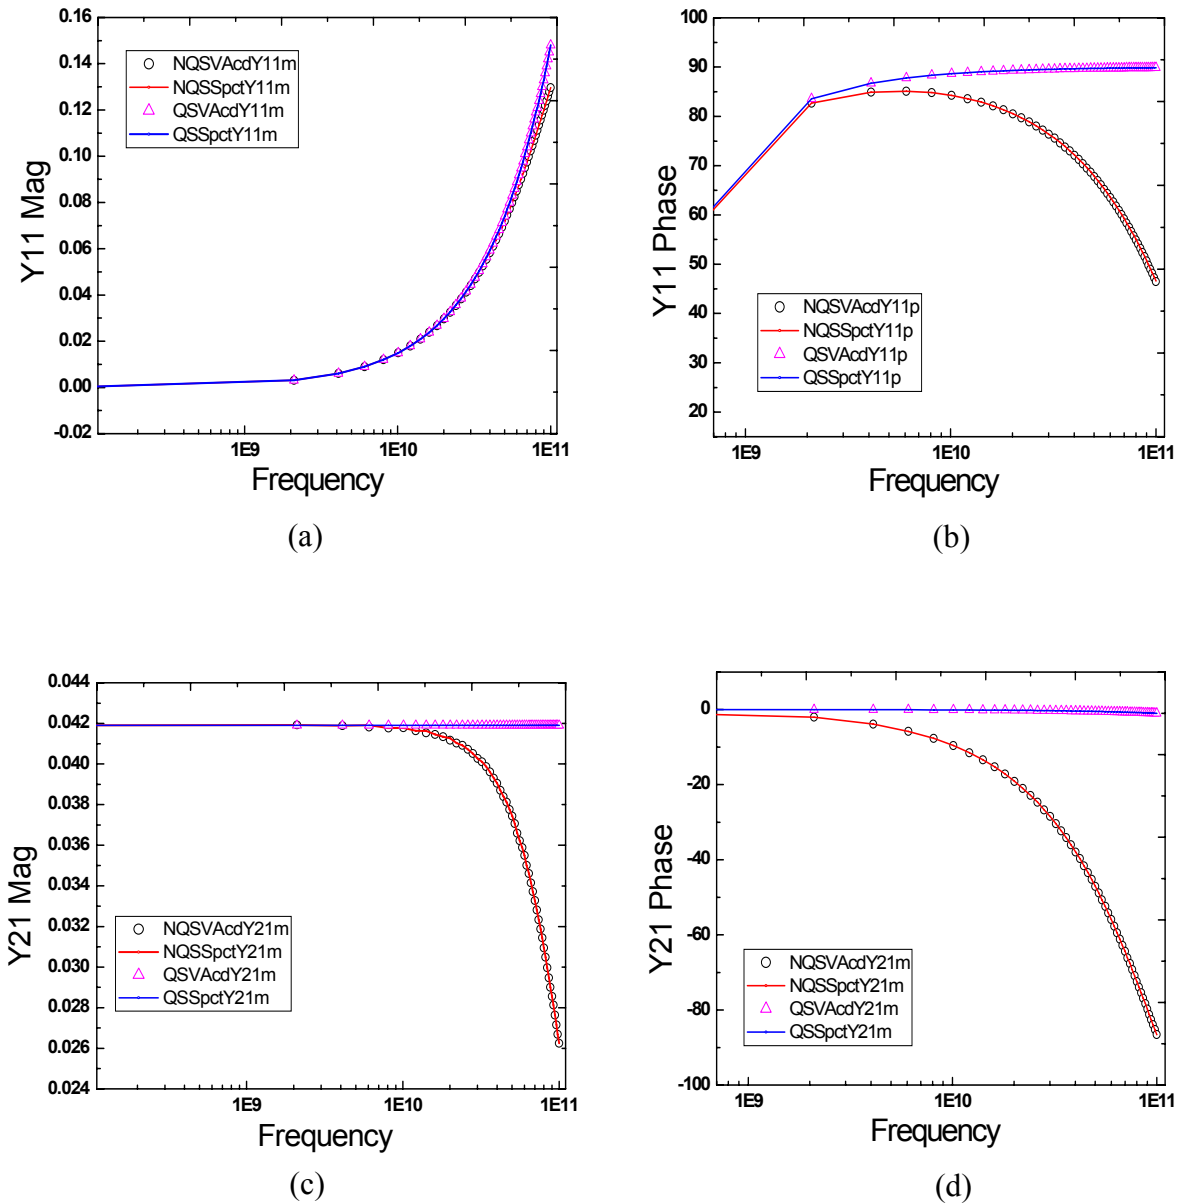 0.16
0.14
0.12
0.10
0.08
0.06
0.04
0.02
0.00
-0.02
Y11 Mag
NQSVAcdY11m
NQSSpctY11m
QSVAcdY11m
QSSpctY11m
1E9
1E10
1E11
Frequency
(a)
100
90
80
70
60
50
40
30
20
Y11 Phase
NQSVAcdY11p
NQSSpctY11p
QSVAcdY11p
QSSpctY11p
1E9
1E10
1E11
Frequency
(b)
0.044
0.042
0.040
0.038
0.036
0.034
0.032
0.030
0.028
0.026
0.024
Y21 Mag
NQSVAcdY21m
NQSSpctY21m
QSVAcdY21m
QSSpctY21m
1E9
1E10
1E11
Frequency
(c)
0
-20
-40
-60
-80
-100
Y21 Phase
NQSVAcdY21m
NQSSpctY21m
QSVAcdY21m
QSSpctY21m
1E9
1E10
1E11
Frequency
(d)